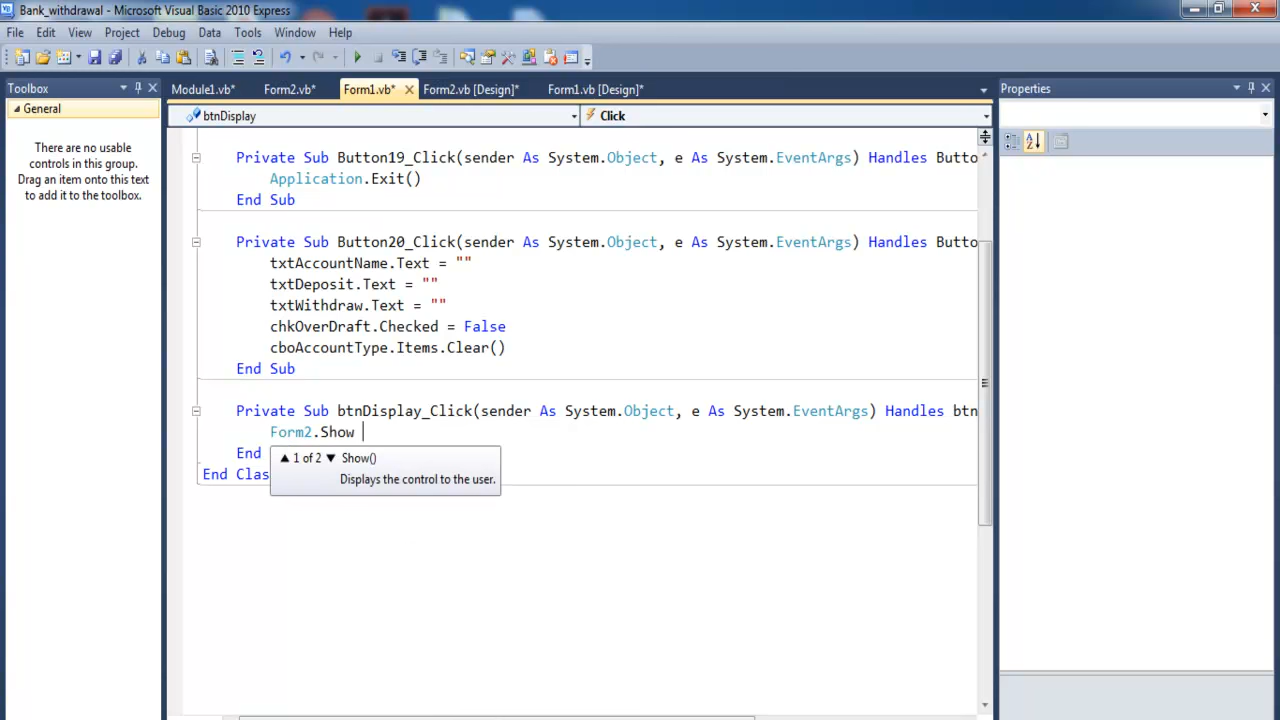 Bank_withdrawal - Microsoft Visual Basic 2010 Express
File Edit View Project Debug Data Tools Window Help
Toolbox
General
There are no usable
controls in this group.
Drag an item onto this text
to add it to the toolbox.
Module1.vb* Form2.vb* Form1.vb* Form2.vb [Design]* Form1.vb [Design]*
btnDisplay Click
Private Sub Button19_Click(sender As System.Object, e As System.EventArgs) Handles Butto
Application.Exit()
End Sub
Private Sub Button20_Click(sender As System.Object, e As System.EventArgs) Handles Butto
txtAccountName.Text = ""
txtDeposit.Text = ""
txtWithdraw.Text = ""
chkOverDraft.Checked = False
cboAccountType.Items.Clear()
End Sub
Private Sub btnDisplay_Click(sender As System.Object, e As System.EventArgs) Handles btn
Form2.Show
End
End Clas
▲ 1 of 2 ▼ Show()
Displays the control to the user.
Properties